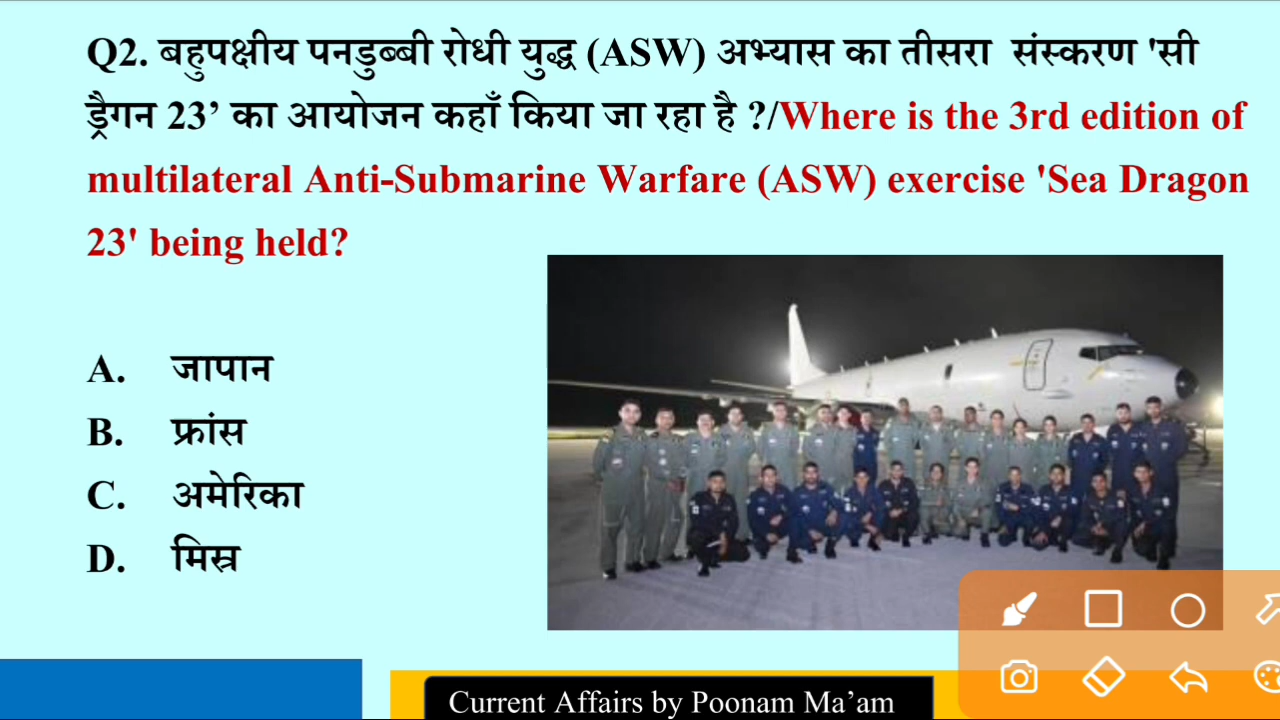 Q2. बहुपक्षीय पनडुब्बी रोधी युद्ध (ASW) अभ्यास का तीसरा संस्करण 'सी
ड्रैगन 23’ का आयोजन कहाँ किया जा रहा है ?/Where is the 3rd edition of
multilateral Anti-Submarine Warfare (ASW) exercise 'Sea Dragon
23' being held?
A. जापान
B. फ्रांस
C. अमेरिका
D. मिस्र
Current Affairs by Poonam Ma’am